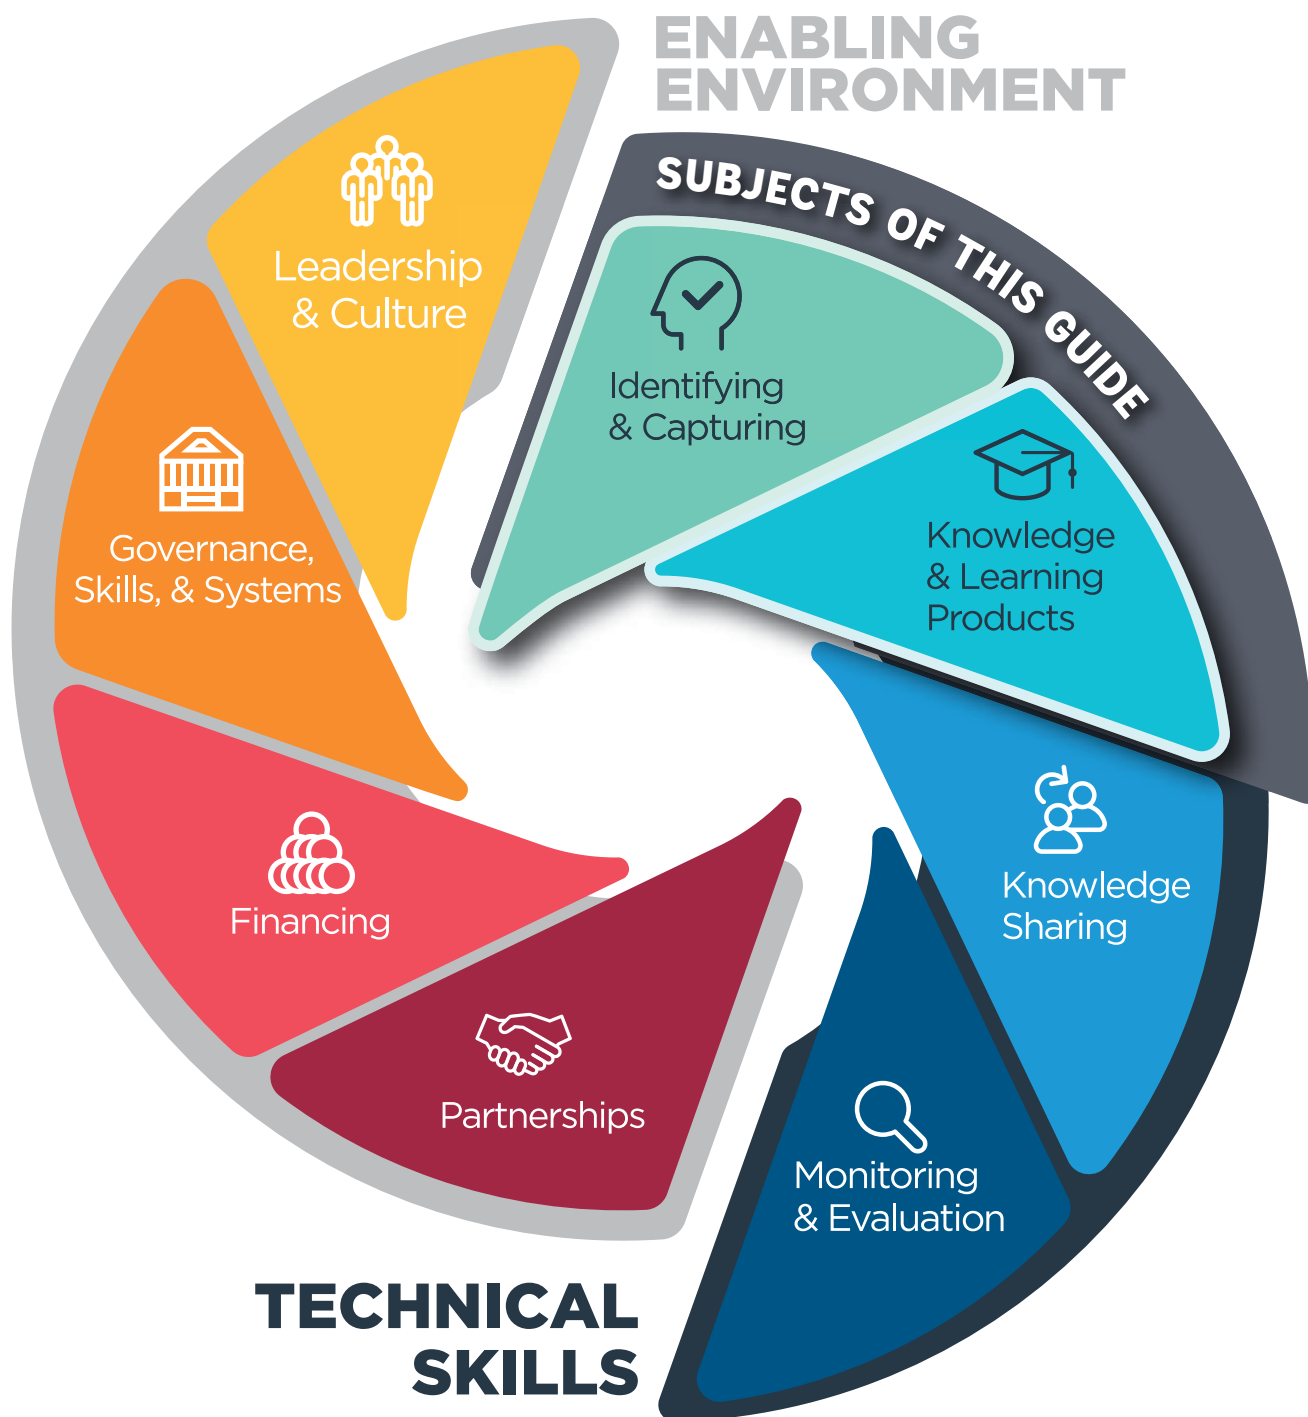 ENABLING
ENVIRONMENT
SUBJECTS OF THIS GUIDE
Leadership
& Culture
Identifying
& Capturing
Knowledge
& Learning
Products
Governance,
Skills, & Systems
Knowledge
Sharing
Financing
Partnerships
Monitoring
& Evaluation
TECHNICAL
SKILLS